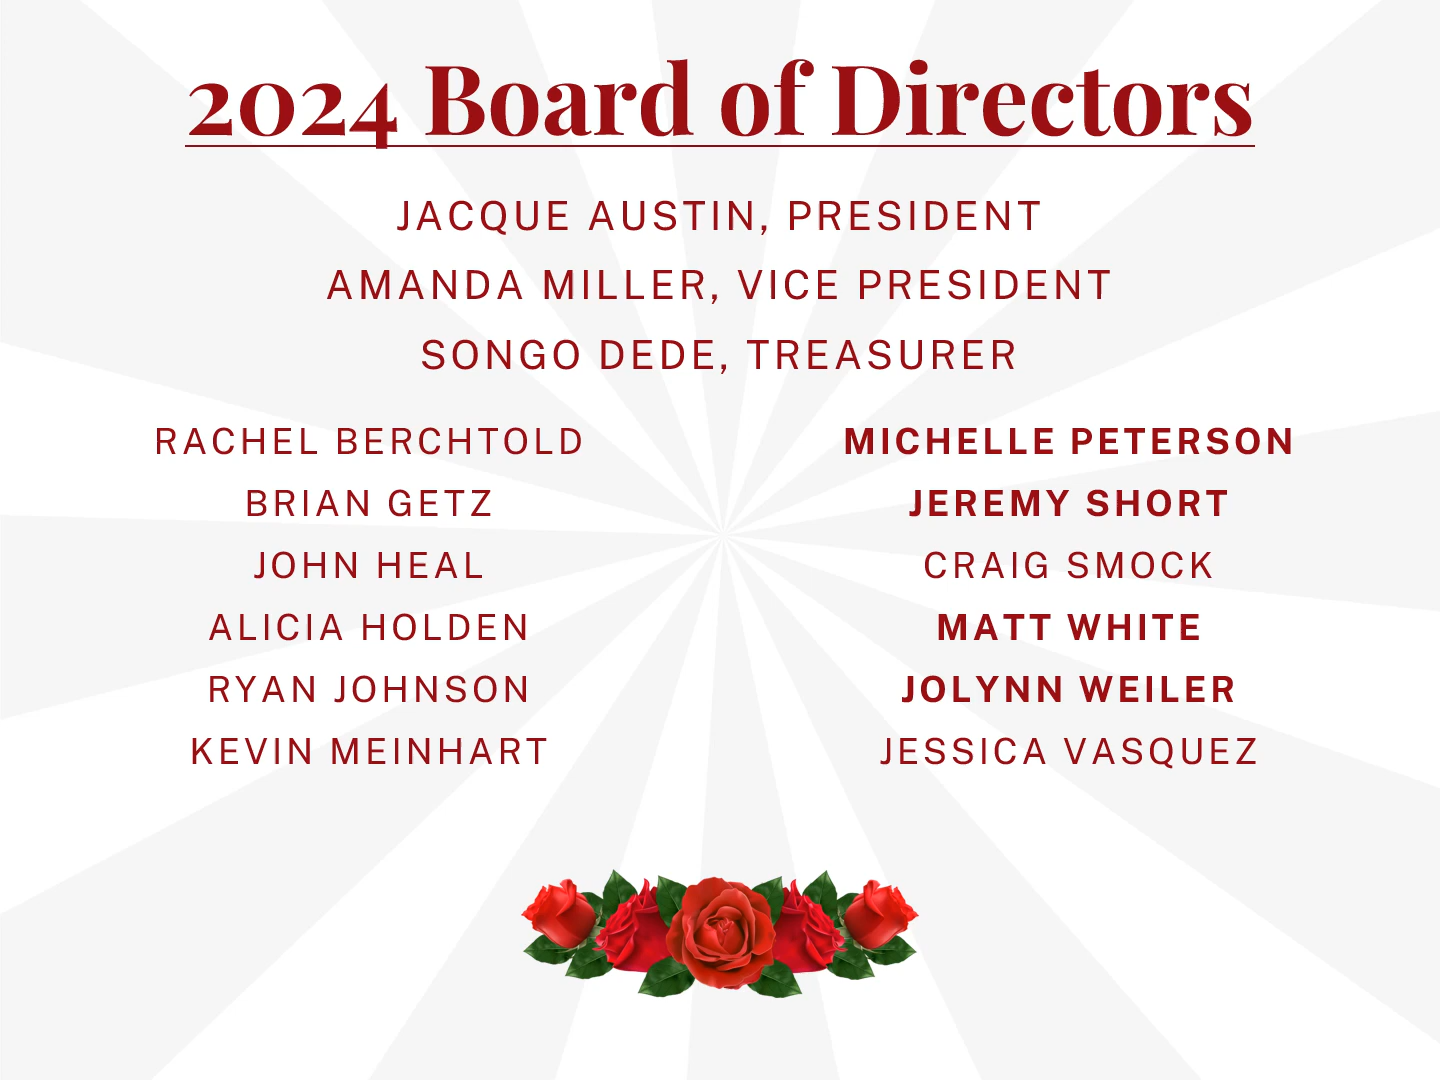 2024 Board of Directors
JACQUE AUSTIN, PRESIDENT
AMANDA MILLER, VICE PRESIDENT
SONGO DEDE, TREASURER
RACHEL BERCHTOLD
BRIAN GETZ
JOHN HEAL
ALICIA HOLDEN
RYAN JOHNSON
KEVIN MEINHART
MICHELLE PETERSON
JEREMY SHORT
CRAIG SMOCK
MATT WHITE
JOLYNN WEILER
JESSICA VASQUEZ